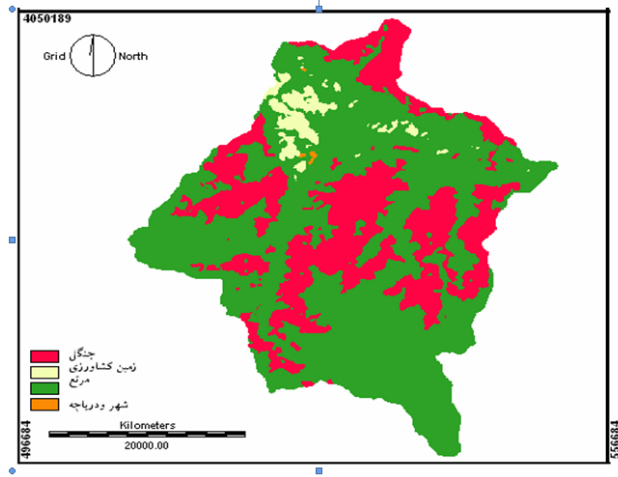 4050189
Grid North
جنگل
زمین کشاورزی
مرتع
شهر ودریاچه
Kilometers
20000.00
496684
556684